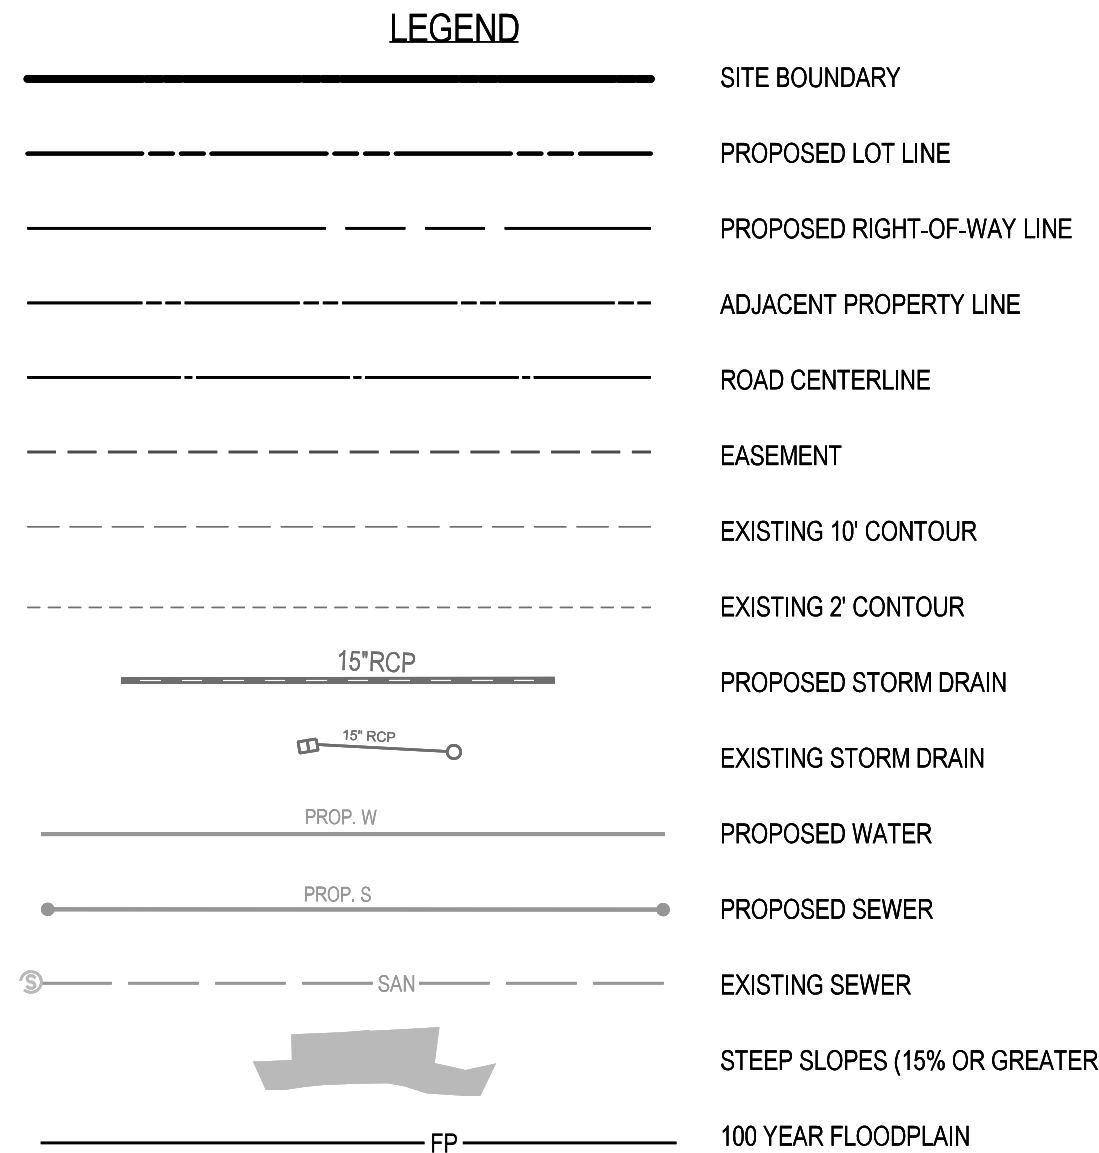 LEGEND
SITE BOUNDARY
PROPOSED LOT LINE
PROPOSED RIGHT-OF-WAY LINE
ADJACENT PROPERTY LINE
ROAD CENTERLINE
EASEMENT
EXISTING 10' CONTOUR
EXISTING 2' CONTOUR
15"RCP
PROPOSED STORM DRAIN
15" RCP
EXISTING STORM DRAIN
PROP. W
PROPOSED WATER
PROP. S
PROPOSED SEWER
S SAN
EXISTING SEWER
STEEP SLOPES (15% OR GREATER
FP
100 YEAR FLOODPLAIN